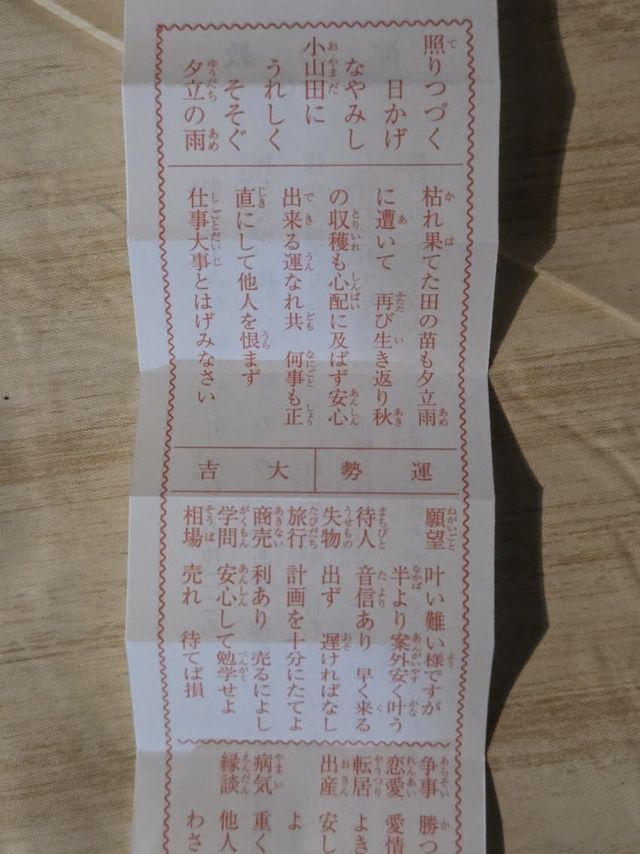 照りつづく
日かげ
なやみし
小山田に
うれしく
そそぐ
夕立の雨
枯れ果てた田の苗も夕立雨
に遭いて 再び生き返り秋
の収穫も心配に及ばず安心
出来る運なれ共 何事も正
直にして他人を恨まず
仕事大事とはげみなさい
運勢 大吉
願望 叶い難い様ですが
半より案外安く叶う
待人 音信あり 早く来る
失物 出ず 遅ければなし
旅行 計画を十分にたてよ
商売 利あり 売るによし
学問 安心して勉学せよ
相場 売れ 待てば損
争事 勝つ
恋愛 愛情
転居 よき
出産 安し
よ
病気 重く
縁談 他人
わさ